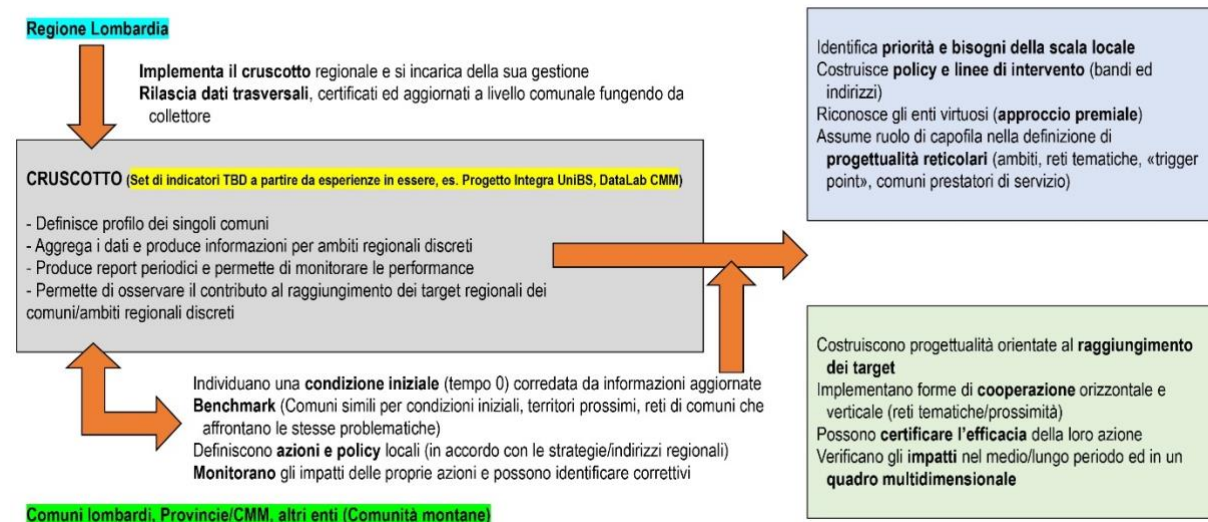 Regione Lombardia
Implementa il cruscotto regionale e si incarica della sua gestione
Rilascia dati trasversali, certificati ed aggiornati a livello comunale fungendo da
collettore
CRUSCOTTO (Set di indicatori TBD a partire da esperienze in essere, es. Progetto Integra UniBS, DataLab CMM)
- Definisce profilo dei singoli comuni
- Aggrega i dati e produce informazioni per ambiti regionali discreti
- Produce report periodici e permette di monitorare le performance
- Permette di osservare il contributo al raggiungimento dei target regionali dei
comuni/ambiti regionali discreti
Individuano una condizione iniziale (tempo 0) corredata da informazioni aggiornate
Benchmark (Comuni simili per condizioni iniziali, territori prossimi, reti di comuni che
affrontano le stesse problematiche)
Definiscono azioni e policy locali (in accordo con le strategie/indirizzi regionali)
Monitorano gli impatti delle proprie azioni e possono identificare correttivi
Comuni lombardi, Provincie/CMM, altri enti (Comunità montane)
Identifica priorità e bisogni della scala locale
Costruisce policy e linee di intervento (bandi ed
indirizzi)
Riconosce gli enti virtuosi (approccio premiale)
Assume ruolo di capofila nella definizione di
progettualità reticolari (ambiti, reti tematiche, «trigger
point», comuni prestatori di servizio)
Costruiscono progettualità orientate al raggiungimento
dei target
Implementano forme di cooperazione orizzontale e
verticale (reti tematiche/prossimità)
Possono certificare l'efficacia della loro azione
Verificano gli impatti nel medio/lungo periodo ed in un
quadro multidimensionale